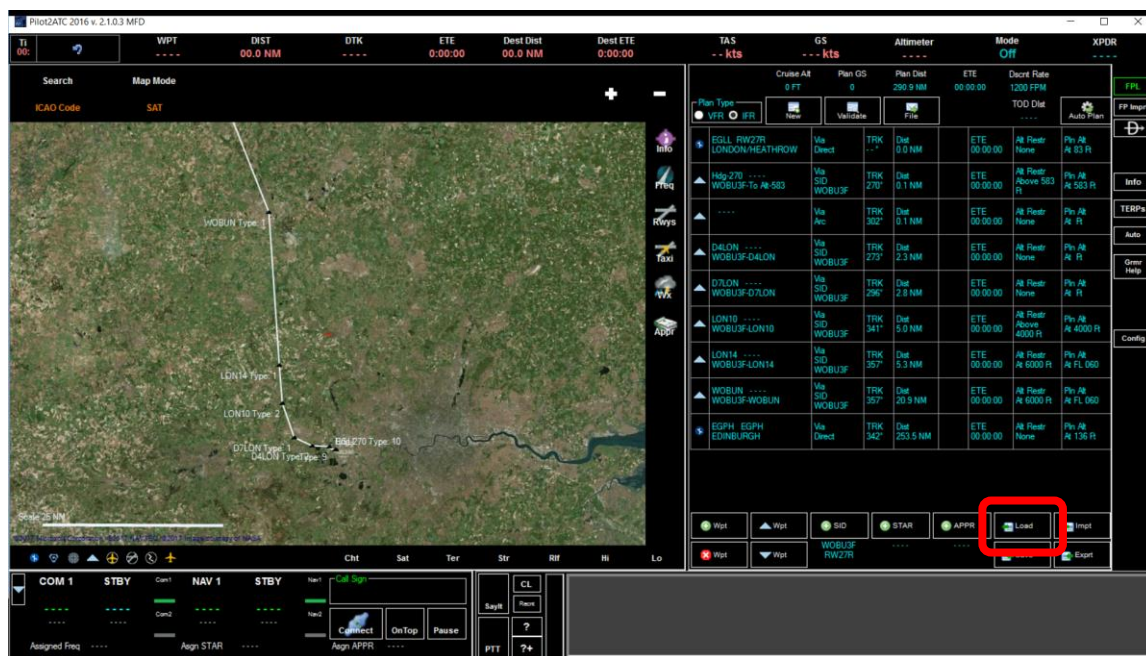 Pilot2ATC 2016 v. 2.1.0.3 MFD
Ti
00:
WPT
- - - -
DIST
00.0 NM
DTK
- - - -
ETE
0:00:00
Dest Dist
00.0 NM
Dest ETE
0:00:00
TAS
- - kts
GS
- - - kts
Altimeter
- - - -
Mode
Off
XPDR
- - - -
Search
Map Mode
ICAO Code
SAT
Info
Freq
Rwys
Taxi
Wx
Appr
WOBUN Type: 1
LON14 Type: 1
LON10 Type: 2
D7LON Type: 1
Scale 25 NM
Cht Sat Ter Str Rlf Hi Lo
Cruise Alt
0 FT
Plan GS
0
Plan Dist
290.9 NM
ETE
00:00:00
Dscnt Rate
1200 FPM
Plan Type
VFR IFR
New
Validate
File
TOD Dist
- - - -
Auto Plan
EGLL RW27R Via TRK Dist ETE Alt Restr Pln Alt
LONDON/HEATHROW Direct - - ° 0.0 NM 00:00:00 None At 83 Ft
Hdg-270 - - - - Via TRK Dist ETE Alt Restr Pln Alt
WOBU3F-To Alt-583 SID 270° 0.1 NM 00:00:00 Above 583 At 583 Ft
WOBU3F Ft
- - - - Via TRK Dist ETE Alt Restr Pln Alt
Arc 302° 0.1 NM 00:00:00 None At Ft
D4LON - - - - Via TRK Dist ETE Alt Restr Pln Alt
WOBU3F-D4LON SID 273° 2.3 NM 00:00:00 None At Ft
WOBU3F
D7LON - - - - Via TRK Dist ETE Alt Restr Pln Alt
WOBU3F-D7LON SID 296° 2.8 NM 00:00:00 None At Ft
WOBU3F
LON10 - - - - Via TRK Dist ETE Alt Restr Pln Alt
WOBU3F-LON10 SID 341° 5.0 NM 00:00:00 Above At 4000 Ft
WOBU3F 4000 Ft
LON14 - - - - Via TRK Dist ETE Alt Restr Pln Alt
WOBU3F-LON14 SID 357° 5.3 NM 00:00:00 At 6000 Ft At FL 060
WOBU3F
WOBUN - - - - Via TRK Dist ETE Alt Restr Pln Alt
WOBU3F-WOBUN SID 357° 20.9 NM 00:00:00 At 6000 Ft At FL 060
WOBU3F
EGPH EGPH Via TRK Dist ETE Alt Restr Pln Alt
EDINBURGH Direct 342° 253.5 NM 00:00:00 None At 136 Ft
Wpt Wpt SID STAR APPR Load Impt
Wpt Wpt WOBU3F - - - - - - - - Exprt
RW27R
FPL
FP Impr
D
Info
TERPs
Auto
Grmr
Help
Config
COM 1 STBY Com1 NAV 1 STBY Nav1
- - - - - - - - - - - - - - - -
Com2 Nav2
- - - - - - - - - - - - - - - -
Assigned Freq - - - - Asgn STAR - - - - Asgn APPR - - - -
Call Sign
Connect
OnTop
Pause
SayIt
CL
PTT
?
?+